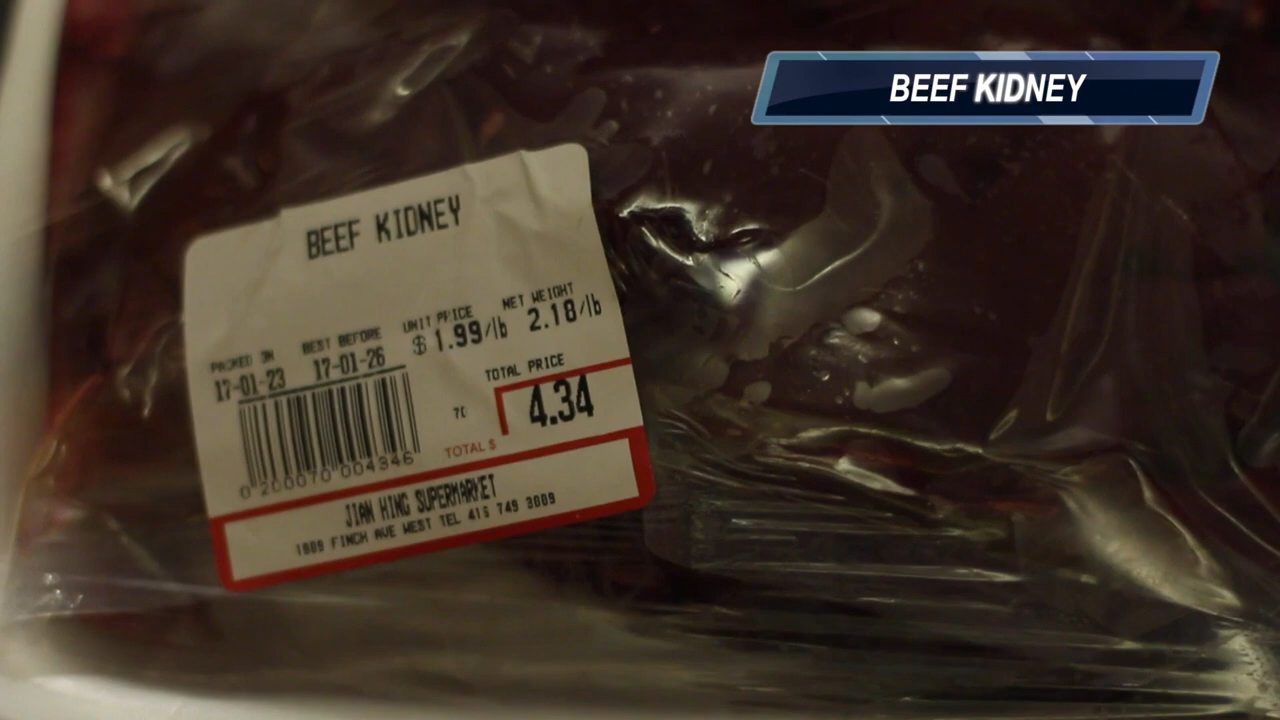 BEEF KIDNEY
BEEF KIDNEY
PACKED ON BEST BEFORE UNIT PRICE NET WEIGHT
17-01-23 17-01-26 $1.99/lb 2.18/lb
TOTAL PRICE
70 4.34
TOTAL $
0 200070 004346
JIAN HING SUPERMARKET
1989 FINCH AVE WEST TEL 416 749 3889